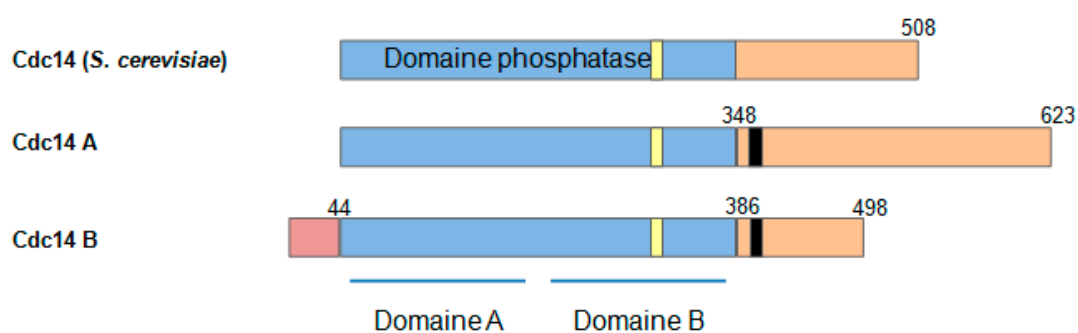 508
Cdc14 (S. cerevisiae)
Domaine phosphatase
348
623
Cdc14 A
44
386
498
Cdc14 B
Domaine A
Domaine B